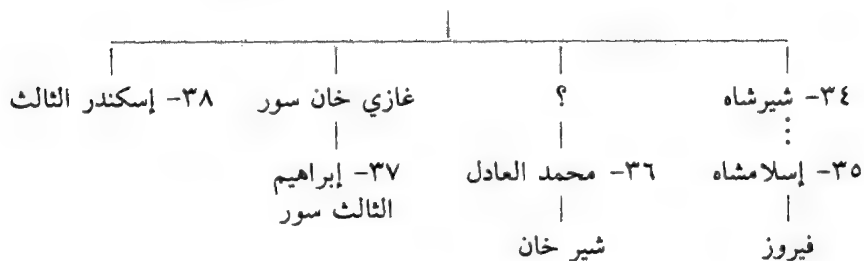 ٣٤- شيرشاه
؟
غازي خان سور
٣٨- إسكندر الثالث
٣٥- إسلامشاه
٣٦- محمد العادل
٣٧- إبراهيم
الثالث سور
فيروز
شير خان